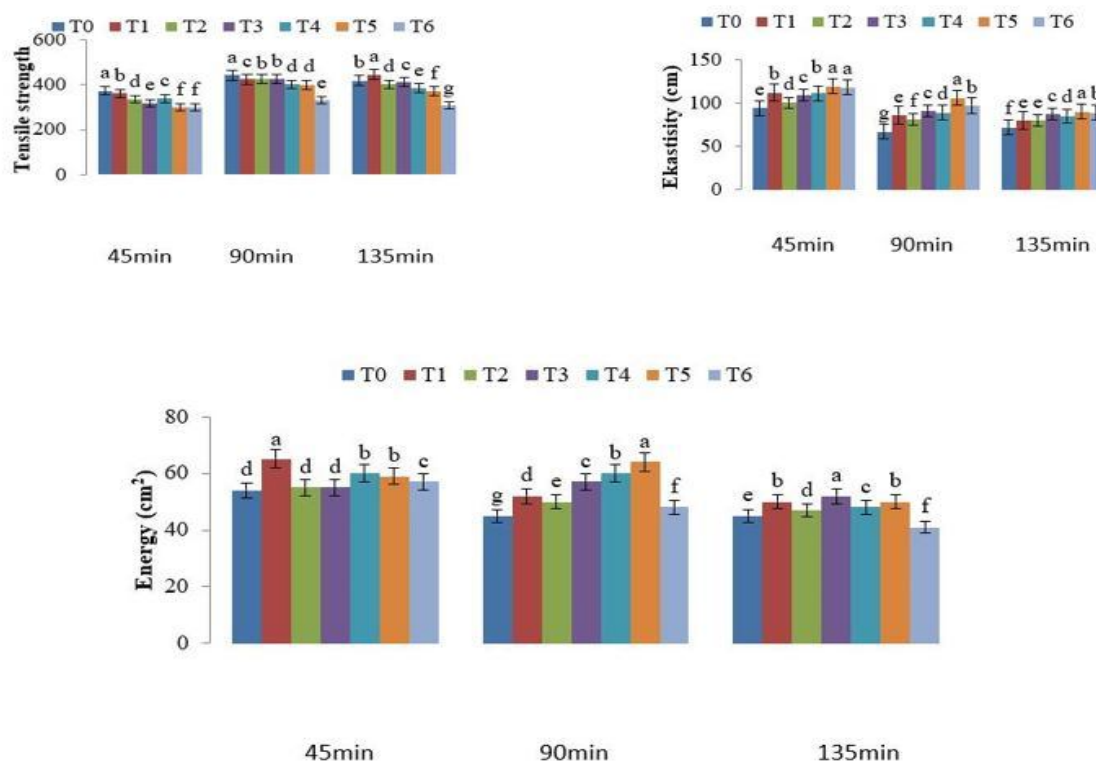 T0 T1 T2 T3 T4 T5 T6
Tensile strength
600
400
200
0
a b d e c f f
a c b b d d e
b a d c e f g
45min 90min 135min
T0 T1 T2 T3 T4 T5 T6
Ekastisity (cm)
150
100
50
0
e b d c b a a
g e f c d a b
f e e c d a b
45min 90min 135min
T0 T1 T2 T3 T4 T5 T6
Energy (cm²)
80
60
40
20
0
d a d d b b c
g d e c b a f
e b d a c b f
45min 90min 135min